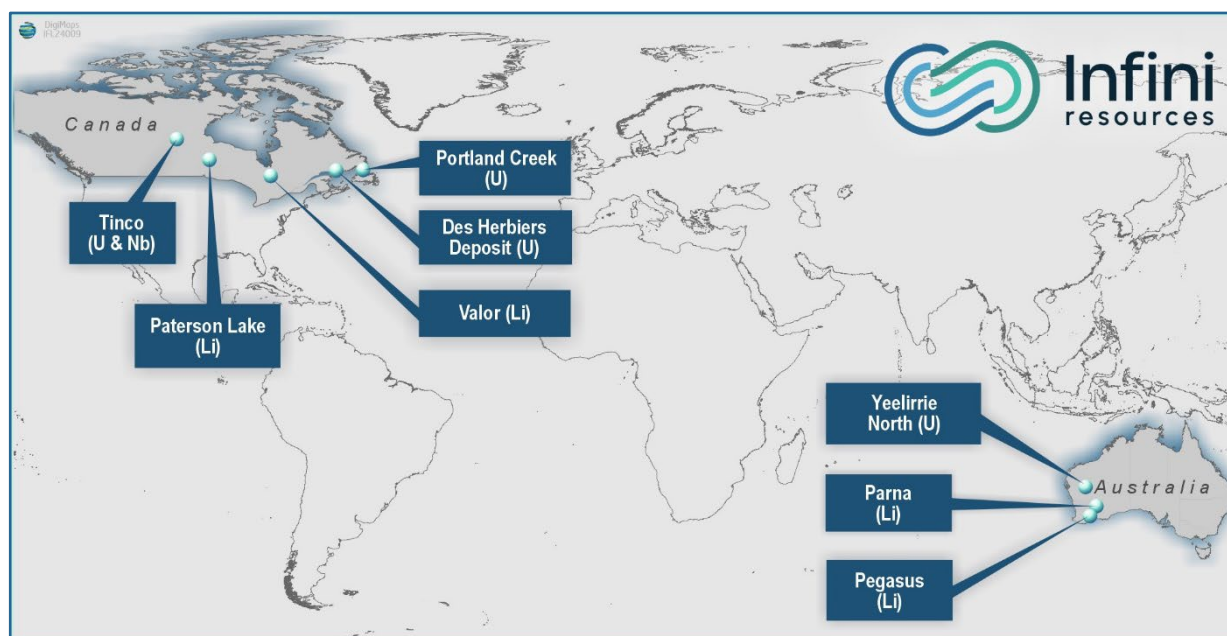 DigiMaps
IFL24009
Infini
resources
Canada
Portland Creek
(U)
Tinco
(U & Nb)
Des Herbiers
Deposit (U)
Paterson Lake
(Li)
Valor (Li)
Yeelirrie
North (U)
Australia
Parna
(Li)
Pegasus
(Li)